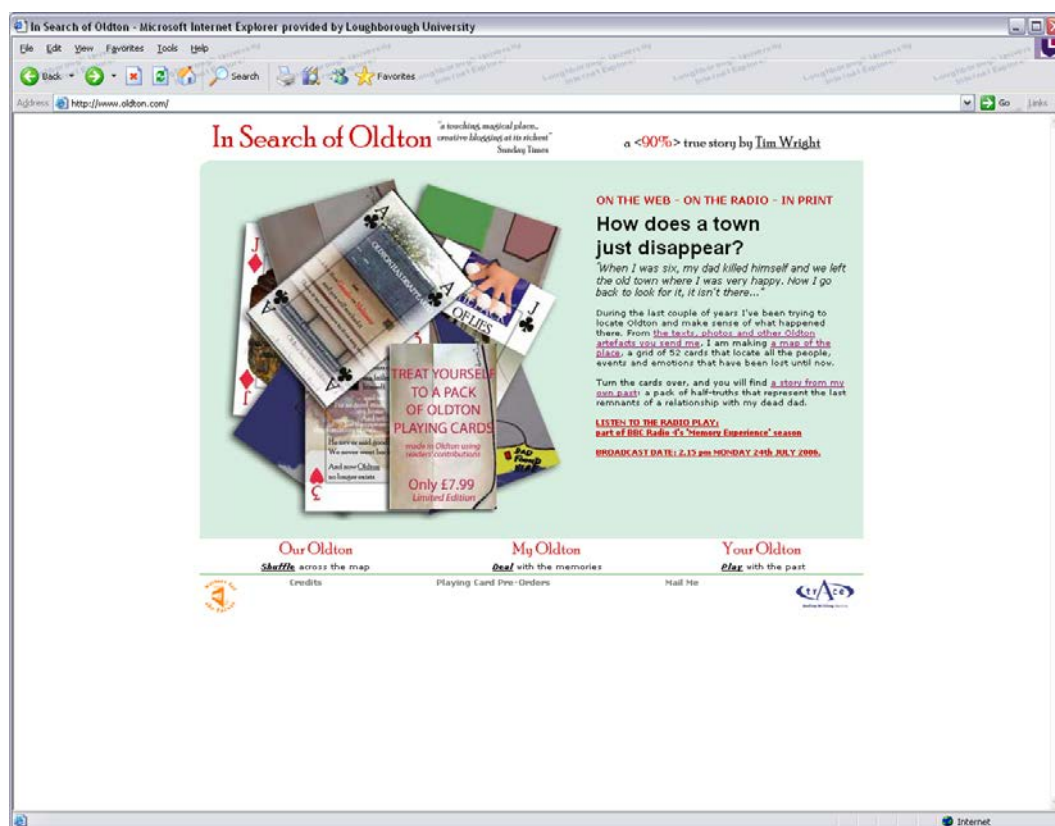 In Search of Oldton - Microsoft Internet Explorer provided by Loughborough University
File Edit View Favorites Tools Help
Back Search Favorites
Address http://www.oldton.com/ Go Links
In Search of Oldton
"a touching, magical place..
creative blogging at its richest"
Sunday Times
a <90%> true story by Tim Wright
ON THE WEB - ON THE RADIO - IN PRINT
How does a town
just disappear?
"When I was six, my dad killed himself and we left
the old town where I was very happy. Now I go
back to look for it, it isn't there..."
During the last couple of years I've been trying to
locate Oldton and make sense of what happened
there. From the texts, photos and other Oldton
artefacts you send me, I am making a map of the
place, a grid of 52 cards that locate all the people,
events and emotions that have been lost until now.
Turn the cards over, and you will find a story from my
own past: a pack of half-truths that represent the last
remnants of a relationship with my dead dad.
LISTEN TO THE RADIO PLAY:
part of BBC Radio 4's 'Memory Experience' season
BROADCAST DATE: 2.15 pm MONDAY 24th JULY 2006.
A
A
J
J
J
OLDTON HAS DISAPPEARED
OF LIES
3
And now Oldton
no longer exists
TREAT YOURSELF
TO A PACK
OF OLDTON
PLAYING CARDS
made in Oldton using
readers' contributions
Only £7.99
Limited Edition
Our Oldton My Oldton Your Oldton
Shuffle across the map Deal with the memories Play with the past
Credits Playing Card Pre-Orders Mail Me
trAce
Internet